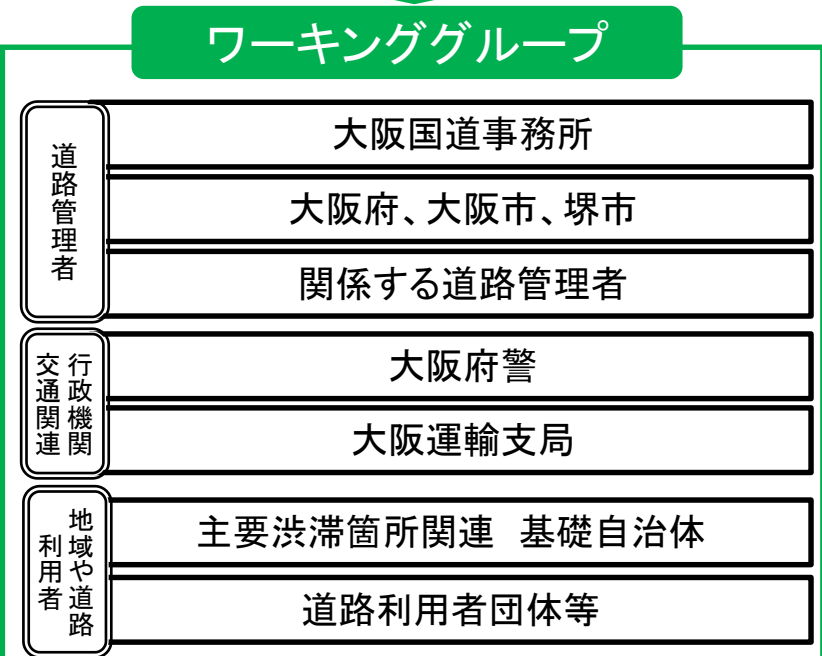 ワーキンググループ
道路管理者
大阪国道事務所
大阪府、大阪市、堺市
関係する道路管理者
行政機関
交通関連
大阪府警
大阪運輸支局
地域や道路
利用者
主要渋滞箇所関連　基礎自治体
道路利用者団体等